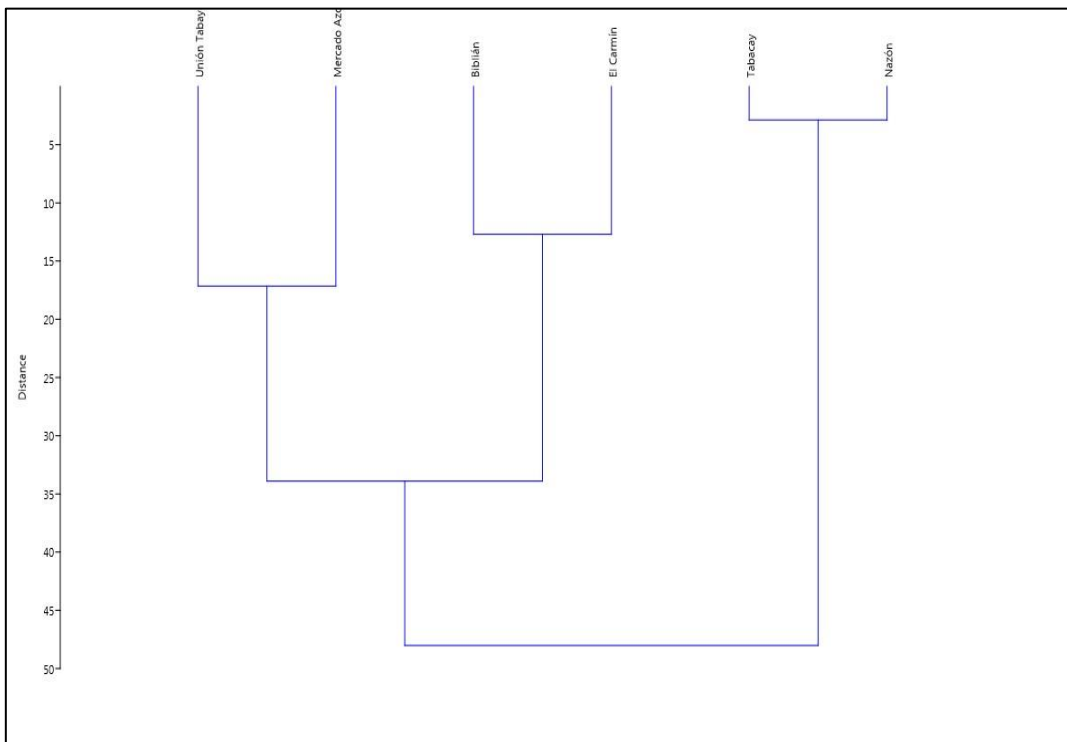 Unión Tabay
Mercado Azo
Biblián
El Carmín
Tabacay
Nazón
5
10
15
20
25
30
35
40
45
50
Distance